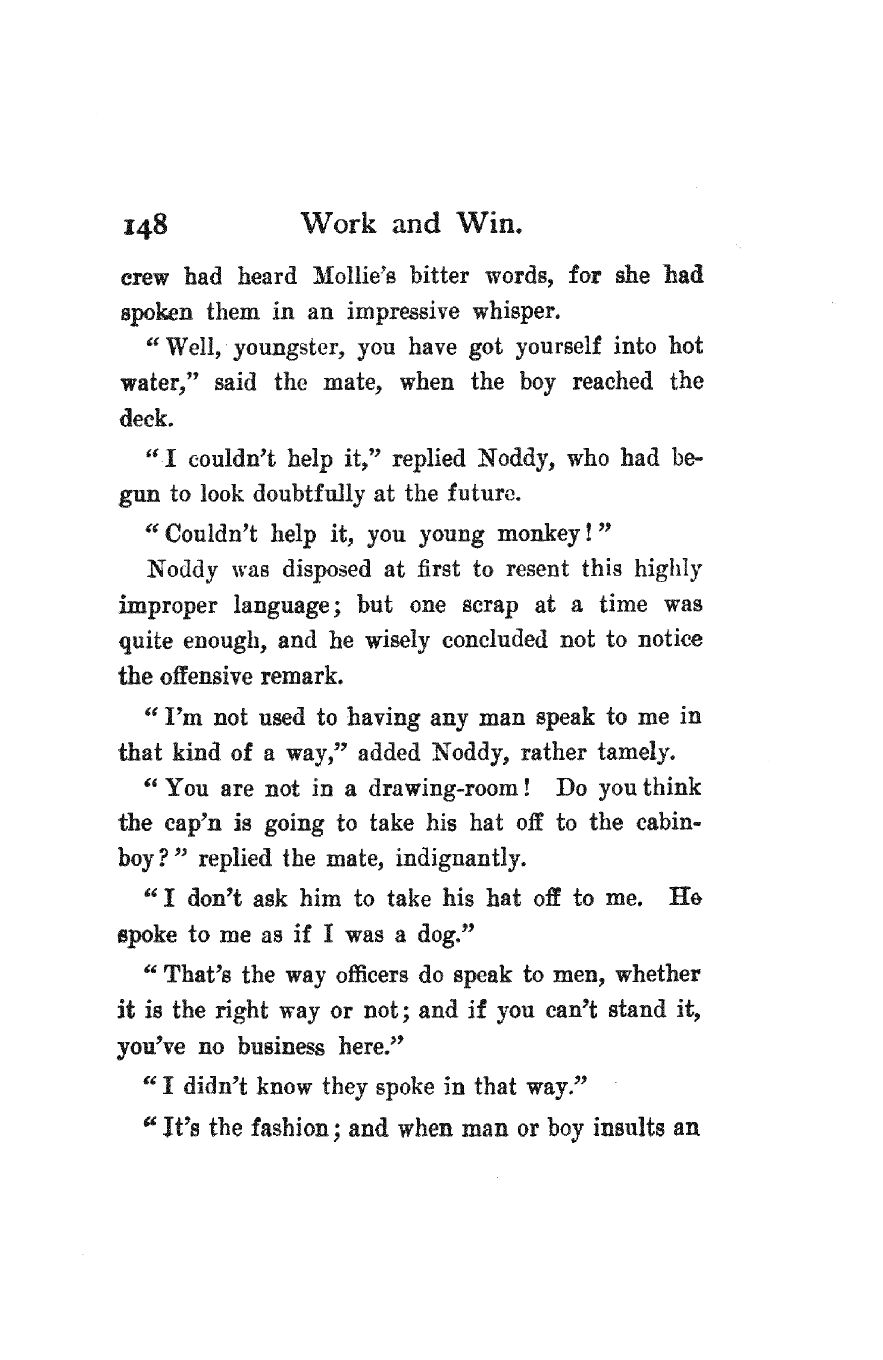 148 Work and Win.
crew had heard Mollie's bitter words, for she had
spoken them in an impressive whisper.
"Well, youngster, you have got yourself into hot
water," said the mate, when the boy reached the
deck.
"I couldn't help it," replied Noddy, who had be-
gun to look doubtfully at the future.
"Couldn't help it, you young monkey!"
Noddy was disposed at first to resent this highly
improper language; but one scrap at a time was
quite enough, and he wisely concluded not to notice
the offensive remark.
"I'm not used to having any man speak to me in
that kind of a way," added Noddy, rather tamely.
"You are not in a drawing-room! Do you think
the cap'n is going to take his hat off to the cabin-
boy?" replied the mate, indignantly.
"I don't ask him to take his hat off to me. He
spoke to me as if I was a dog."
"That's the way officers do speak to men, whether
it is the right way or not; and if you can't stand it,
you've no business here."
"I didn't know they spoke in that way."
"It's the fashion; and when man or boy insults an